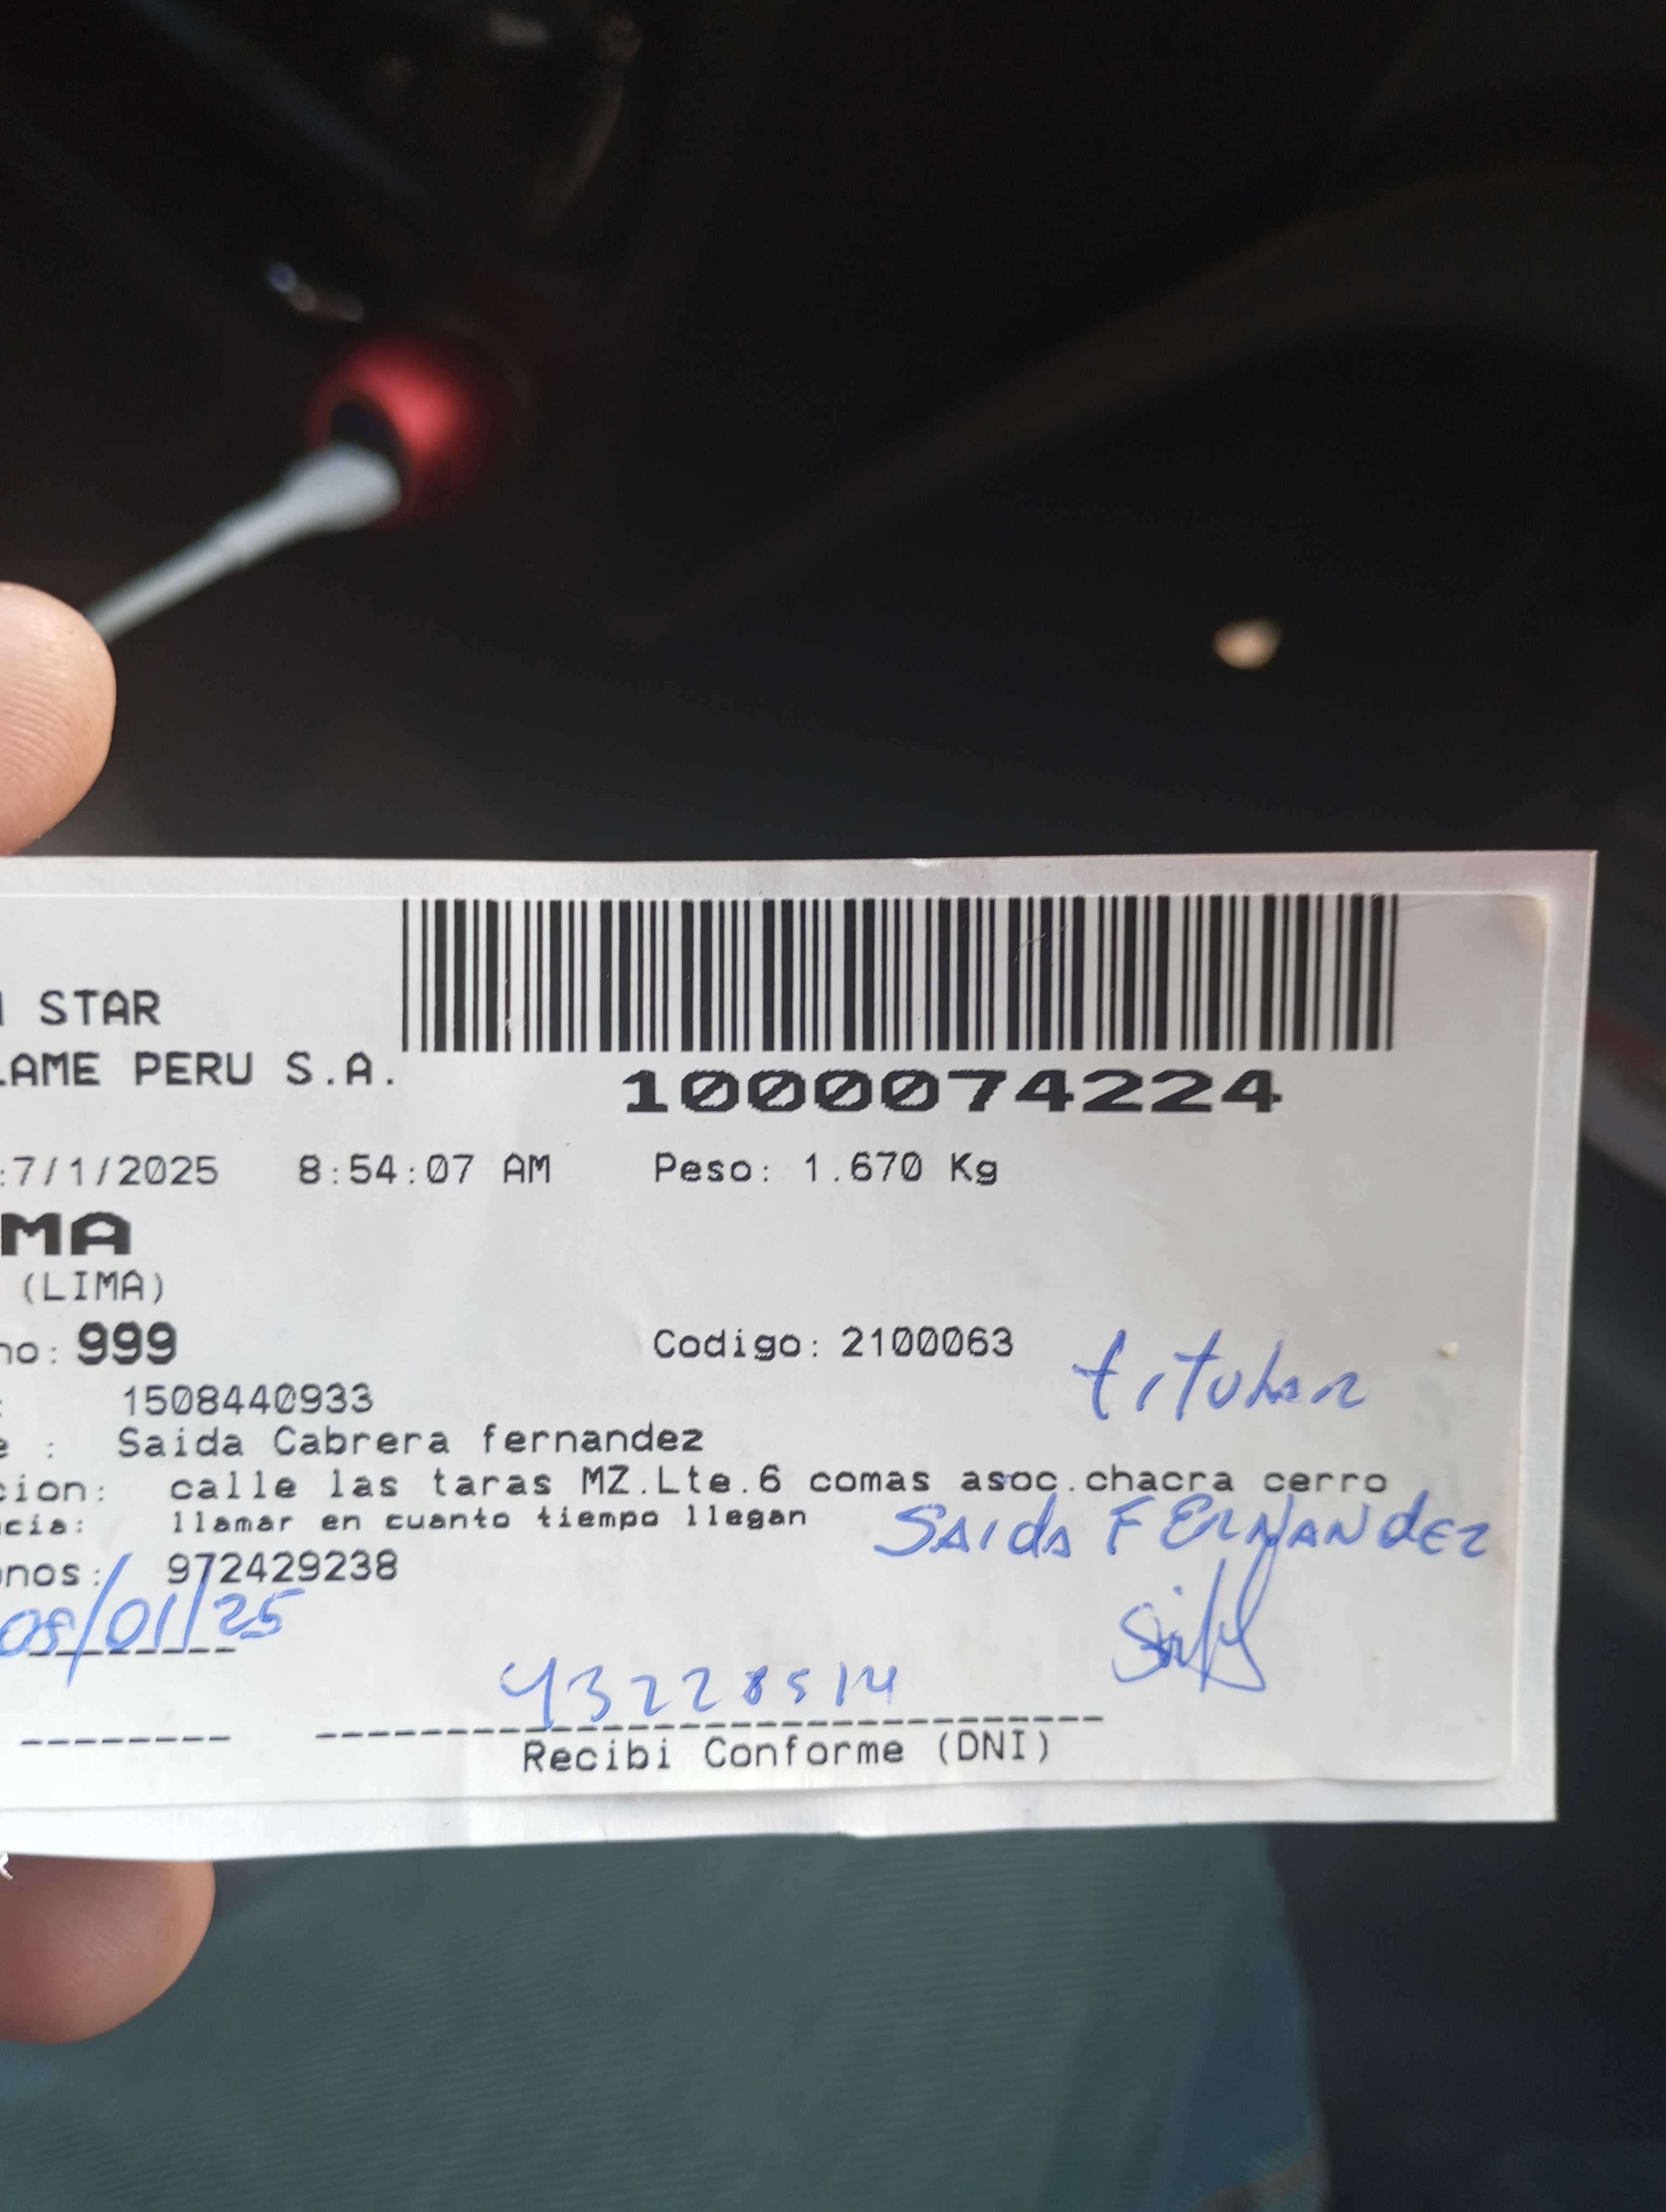 STAR
LAME PERU S.A.
1000074224
:7/1/2025 8:54:07 AM Peso: 1.670 Kg
MA
(LIMA)
no: 999 Codigo: 2100063
titular
: 1508440933
e : Saida Cabrera fernandez
cion: calle las taras MZ.Lte.6 comas asoc.chacra cerro
cia: llamar en cuanto tiempo llegan
SAIda FERNANdEz
onos: 972429238
08/01/25
43228514
Recibi Conforme (DNI)